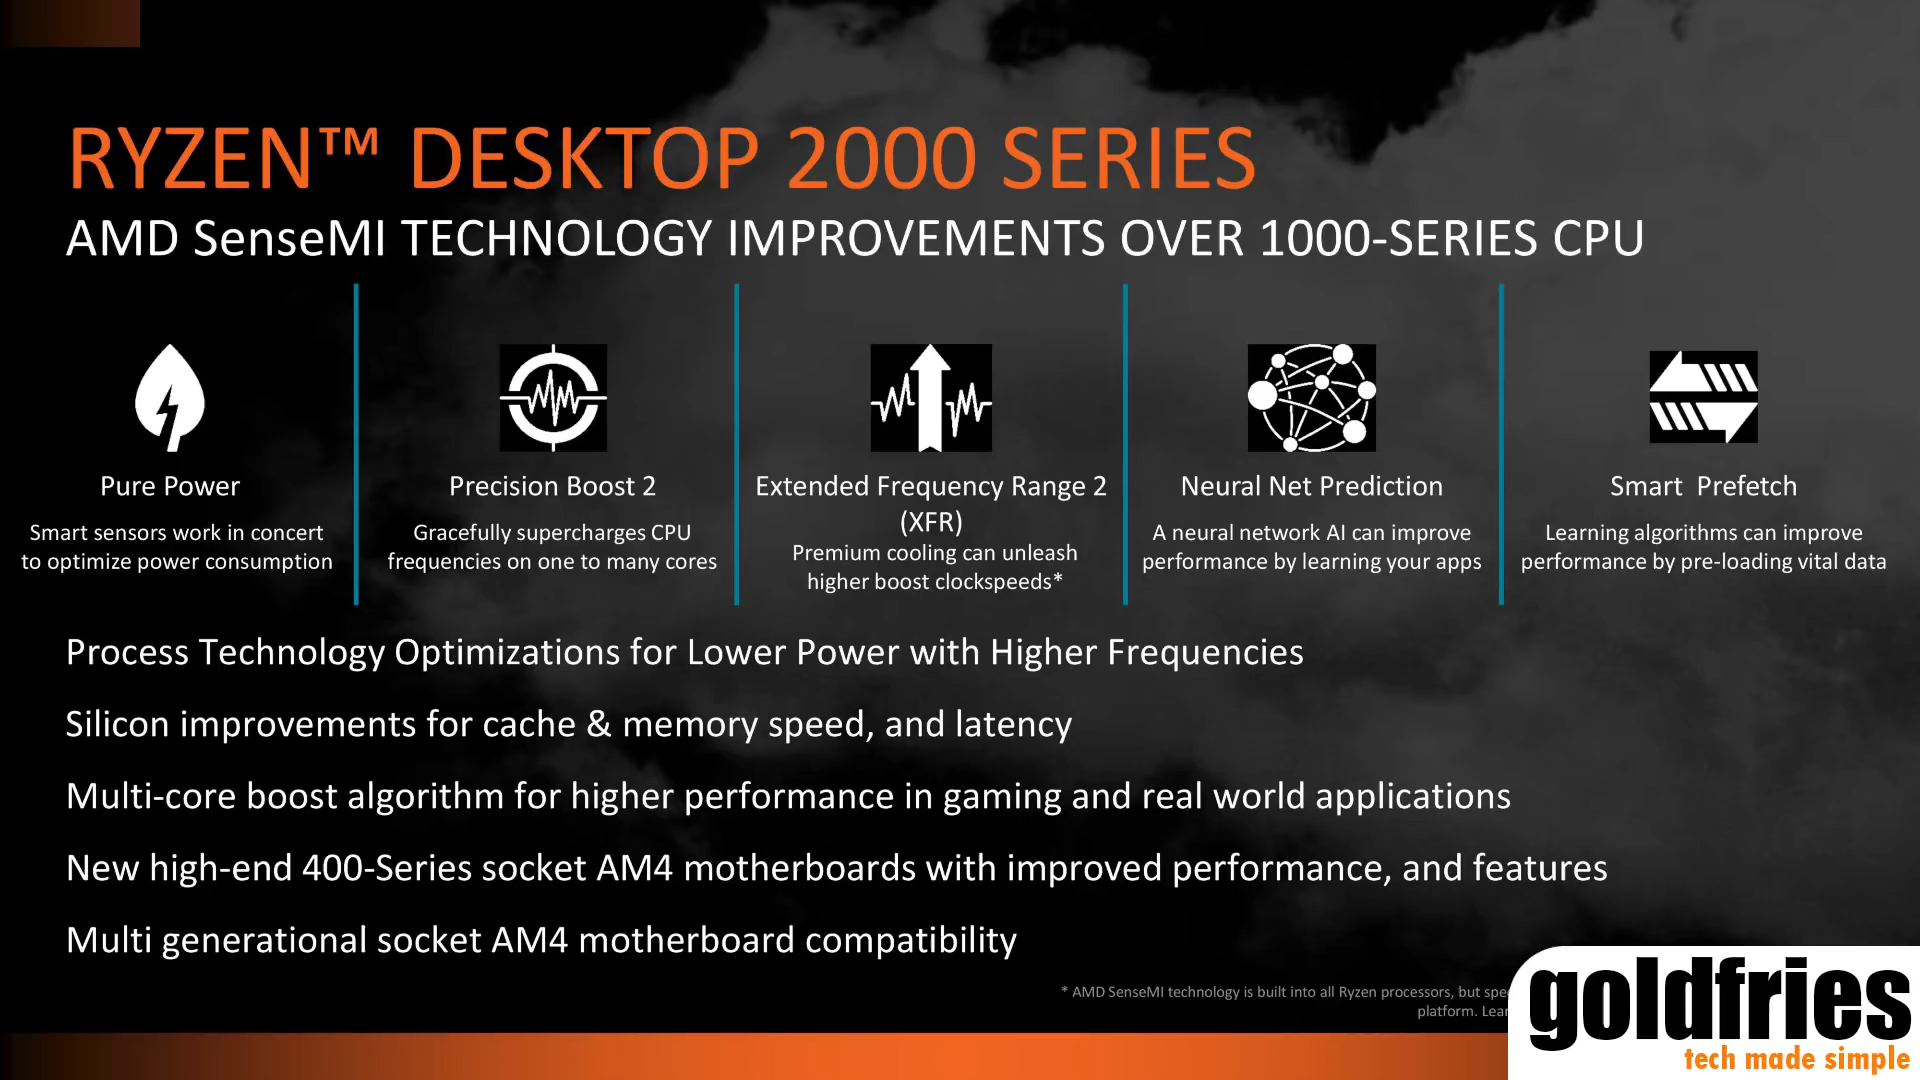 RYZEN™ DESKTOP 2000 SERIES
AMD SenseMI TECHNOLOGY IMPROVEMENTS OVER 1000-SERIES CPU
Pure Power
Smart sensors work in concert
to optimize power consumption
Precision Boost 2
Gracefully supercharges CPU
frequencies on one to many cores
Extended Frequency Range 2
(XFR)
Premium cooling can unleash
higher boost clockspeeds*
Neural Net Prediction
A neural network AI can improve
performance by learning your apps
Smart Prefetch
Learning algorithms can improve
performance by pre-loading vital data
Process Technology Optimizations for Lower Power with Higher Frequencies
Silicon improvements for cache & memory speed, and latency
Multi-core boost algorithm for higher performance in gaming and real world applications
New high-end 400-Series socket AM4 motherboards with improved performance, and features
Multi generational socket AM4 motherboard compatibility
* AMD SenseMI technology is built into all Ryzen processors, but
platform.
goldfries
tech made simple